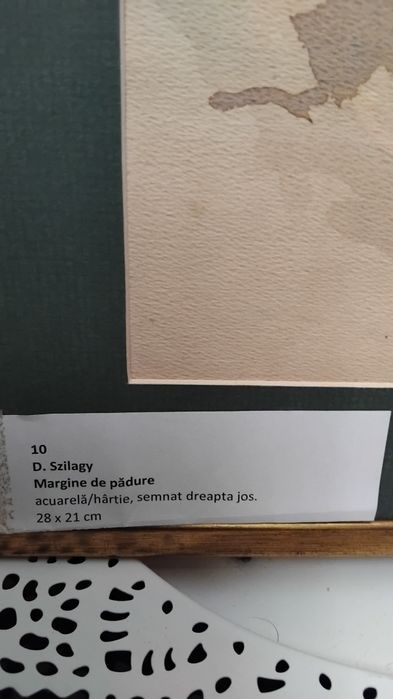 10
D. Szilagy
Margine de pădure
acuarelă/hârtie, semnat dreapta jos.
28 x 21 cm